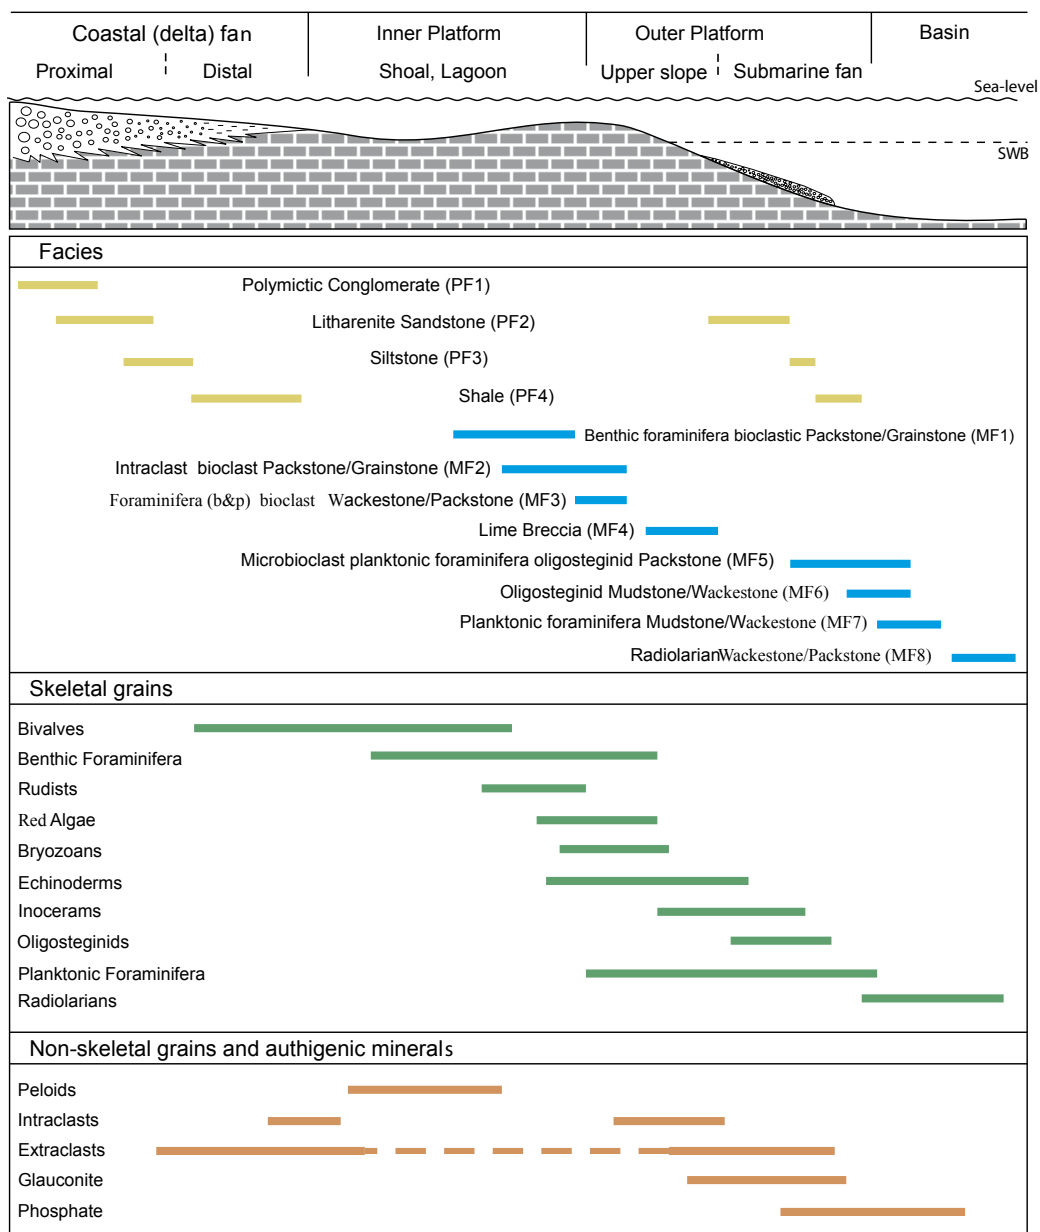 Coastal (delta) fan Inner Platform Outer Platform Basin
Proximal Distal Shoal, Lagoon Upper slope Submarine fan
Sea-level
SWB
Facies
Polymictic Conglomerate (PF1)
Litharenite Sandstone (PF2)
Siltstone (PF3)
Shale (PF4)
Benthic foraminifera bioclastic Packstone/Grainstone (MF1)
Intraclast bioclast Packstone/Grainstone (MF2)
Foraminifera (b&p) bioclast Wackestone/Packstone (MF3)
Lime Breccia (MF4)
Microbioclast planktonic foraminifera oligosteginid Packstone (MF5)
Oligosteginid Mudstone/Wackestone (MF6)
Planktonic foraminifera Mudstone/Wackestone (MF7)
RadiolarianWackestone/Packstone (MF8)
Skeletal grains
Bivalves
Benthic Foraminifera
Rudists
Red Algae
Bryozoans
Echinoderms
Inocerams
Oligosteginids
Planktonic Foraminifera
Radiolarians
Non-skeletal grains and authigenic minerals
Peloids
Intraclasts
Extraclasts
Glauconite
Phosphate